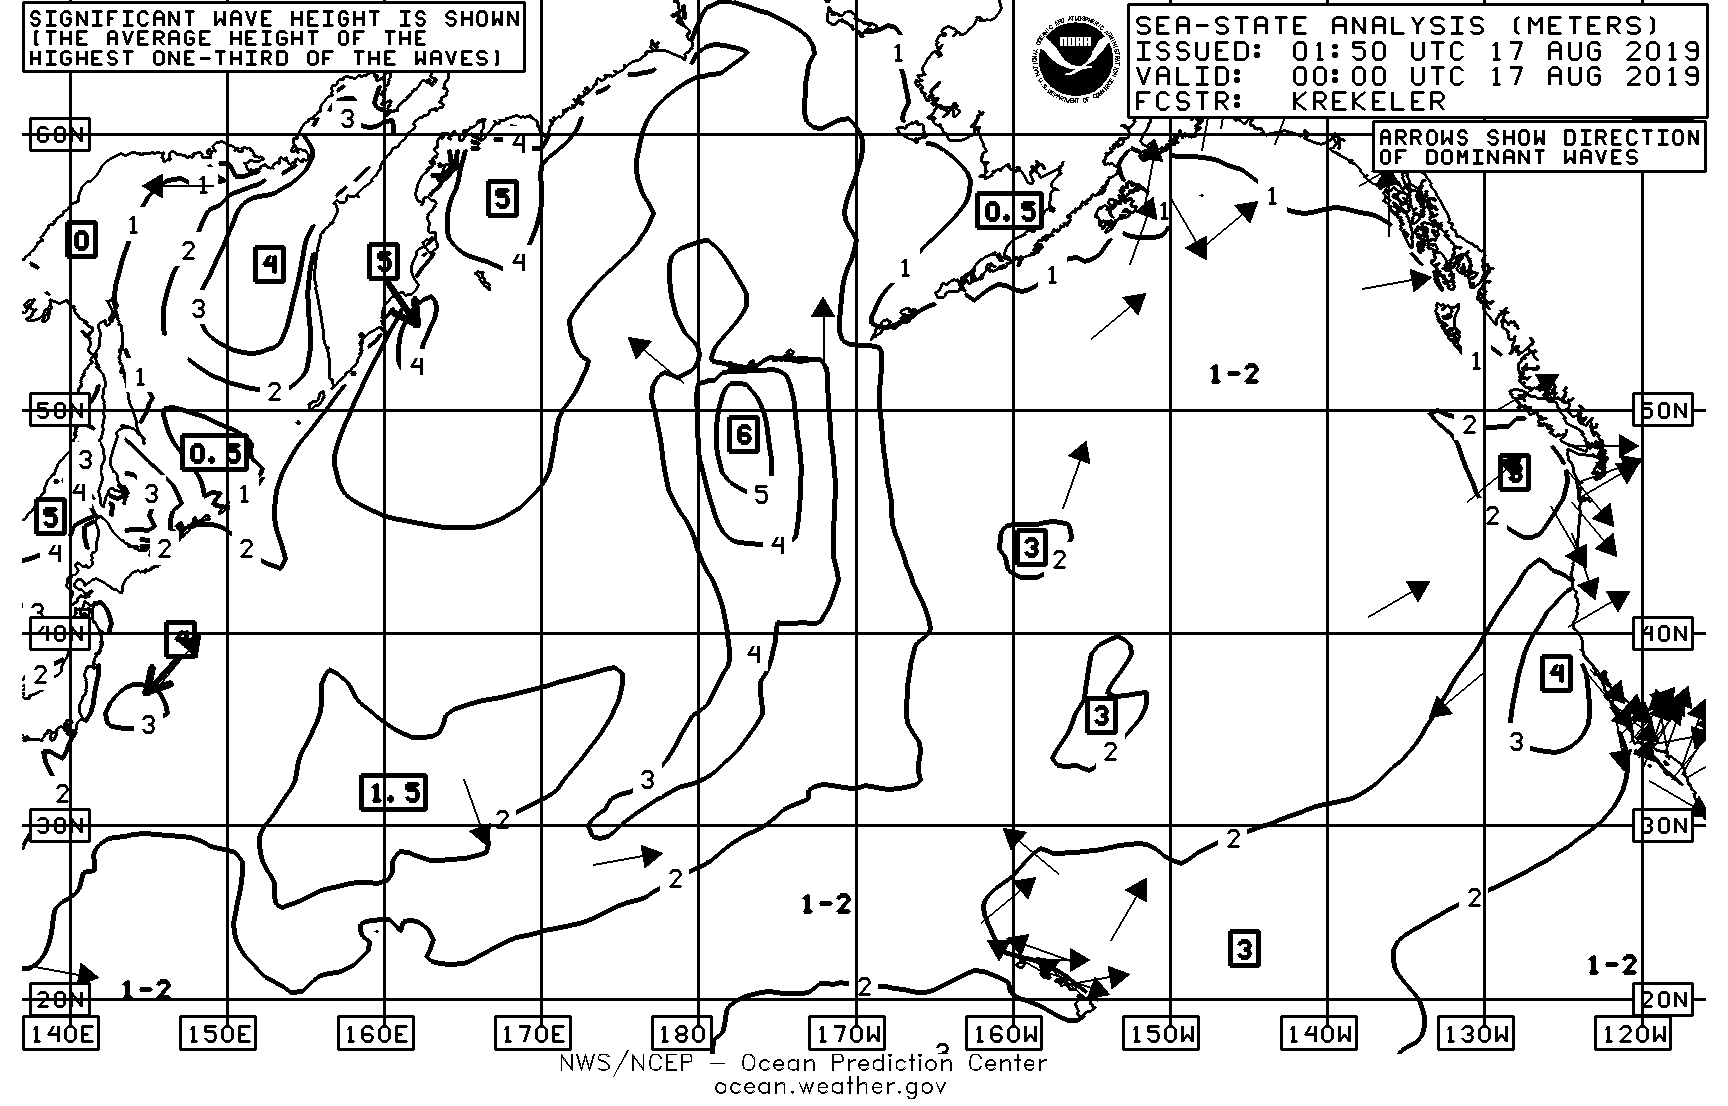 SIGNIFICANT WAVE HEIGHT IS SHOWN
(THE AVERAGE HEIGHT OF THE
HIGHEST ONE-THIRD OF THE WAVES)
NOAA
SEA-STATE ANALYSIS (METERS)
ISSUED: 01:50 UTC 17 AUG 2019
VALID: 00:00 UTC 17 AUG 2019
FCSTR: KREKELER
ARROWS SHOW DIRECTION
OF DOMINANT WAVES
1
3
60N
4
1
5
0.5
1
1
1
0
2
4
5
4
1
1
3
4
1
1-2
1
2
50N
50N
2
6
0.5
3
4
3
1
5
5
2
4
2
2
4
3
2
3
40N
40N
4
2
4
3
3
2
3
3
1.5
2
2
30N
30N
2
2
2
1-2
3
1-2
1-2
2
20N
20N
140E 150E 160E 170E 180 170W 160W 150W 140W 130W 120W
NWS/NCEP – Ocean Prediction Center
ocean.weather.gov